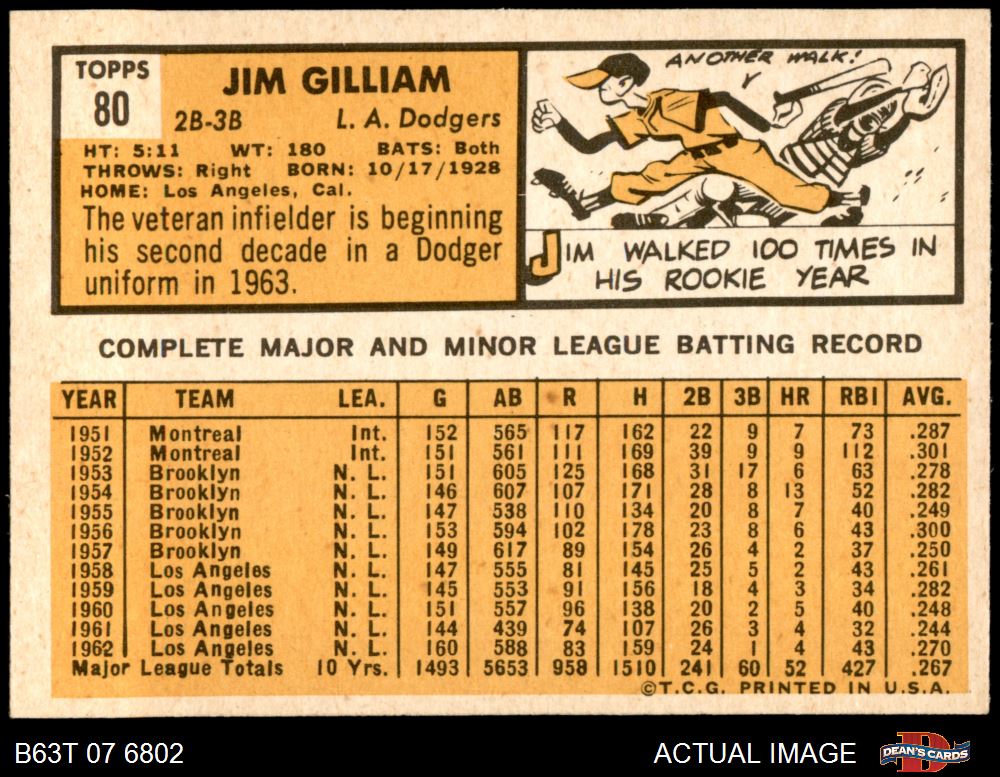 TOPPS
80
JIM GILLIAM
2B-3B L. A. Dodgers
HT: 5:11 WT: 180 BATS: Both
THROWS: Right BORN: 10/17/1928
HOME: Los Angeles, Cal.
The veteran infielder is beginning
his second decade in a Dodger
uniform in 1963.
ANOTHER WALK!
JIM WALKED 100 TIMES IN
HIS ROOKIE YEAR
COMPLETE MAJOR AND MINOR LEAGUE BATTING RECORD
YEAR TEAM LEA. G AB R H 2B 3B HR RBI AVG.
1951 Montreal Int. 152 565 117 162 22 9 7 73 .287
1952 Montreal Int. 151 561 111 169 39 9 9 112 .301
1953 Brooklyn N. L. 151 605 125 168 31 17 6 63 .278
1954 Brooklyn N. L. 146 607 107 171 28 8 13 52 .282
1955 Brooklyn N. L. 147 538 110 134 20 8 7 40 .249
1956 Brooklyn N. L. 153 594 102 178 23 8 6 43 .300
1957 Brooklyn N. L. 149 617 89 154 26 4 2 37 .250
1958 Los Angeles N. L. 147 555 81 145 25 5 2 43 .261
1959 Los Angeles N. L. 145 553 91 156 18 4 3 34 .282
1960 Los Angeles N. L. 151 557 96 138 20 2 5 40 .248
1961 Los Angeles N. L. 144 439 74 107 26 3 4 32 .244
1962 Los Angeles N. L. 160 588 83 159 24 1 4 43 .270
Major League Totals 10 Yrs. 1493 5653 958 1510 241 60 52 427 .267
©T.C.G. PRINTED IN U.S.A.
B63T 07 6802 ACTUAL IMAGE DEAN'S CARDS